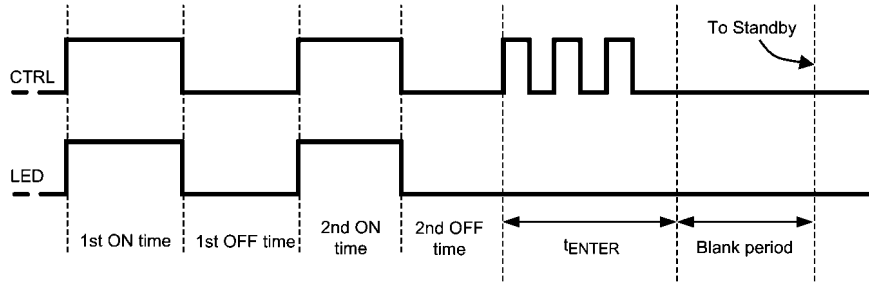 To Standby
CTRL
LED
1st ON time
1st OFF time
2nd ON
time
2nd OFF
time
tENTER
Blank period